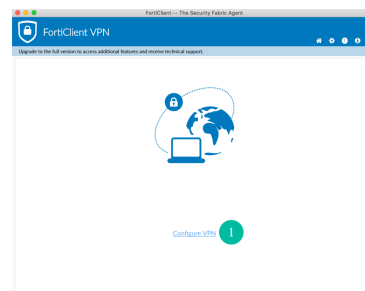 FortiClient -- The Security Fabric Agent
FortiClient VPN
Upgrade to the full version to access additional features and receive technical support.
Configure VPN 1